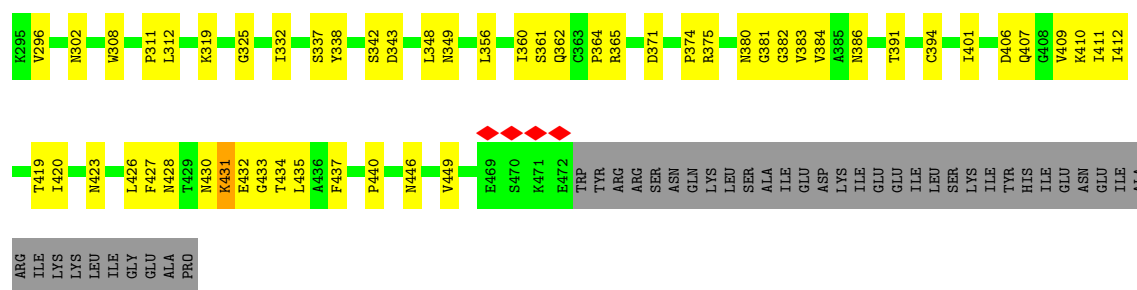 K295 V296 N302 W308 P311 L312 K319 G325 I332 S337 Y338 S342 D343 L348 N349 L356 I360 S361 Q362 C363 P364 R365 D371 P374 R375 N380 G381 G382 V383 V384 A385 N386 T391 C394 I401 D406 Q407 G408 V409 K410 I411 I412
T419 I420 N423 L426 F427 N428 T429 N430 K431 E432 G433 T434 L435 A436 F437 P440 N446 V449 E469 S470 K471 E472 TRP TYR ARG ARG SER ASN GLN LYS LEU SER ALA ILE GLU ASP LYS ILE GLU GLU ILE LEU SER LYS ILE TYR HIS ILE GLU ASN GLU ILE ALA
ARG ILE LYS LYS LEU ILE GLY GLU ALA PRO